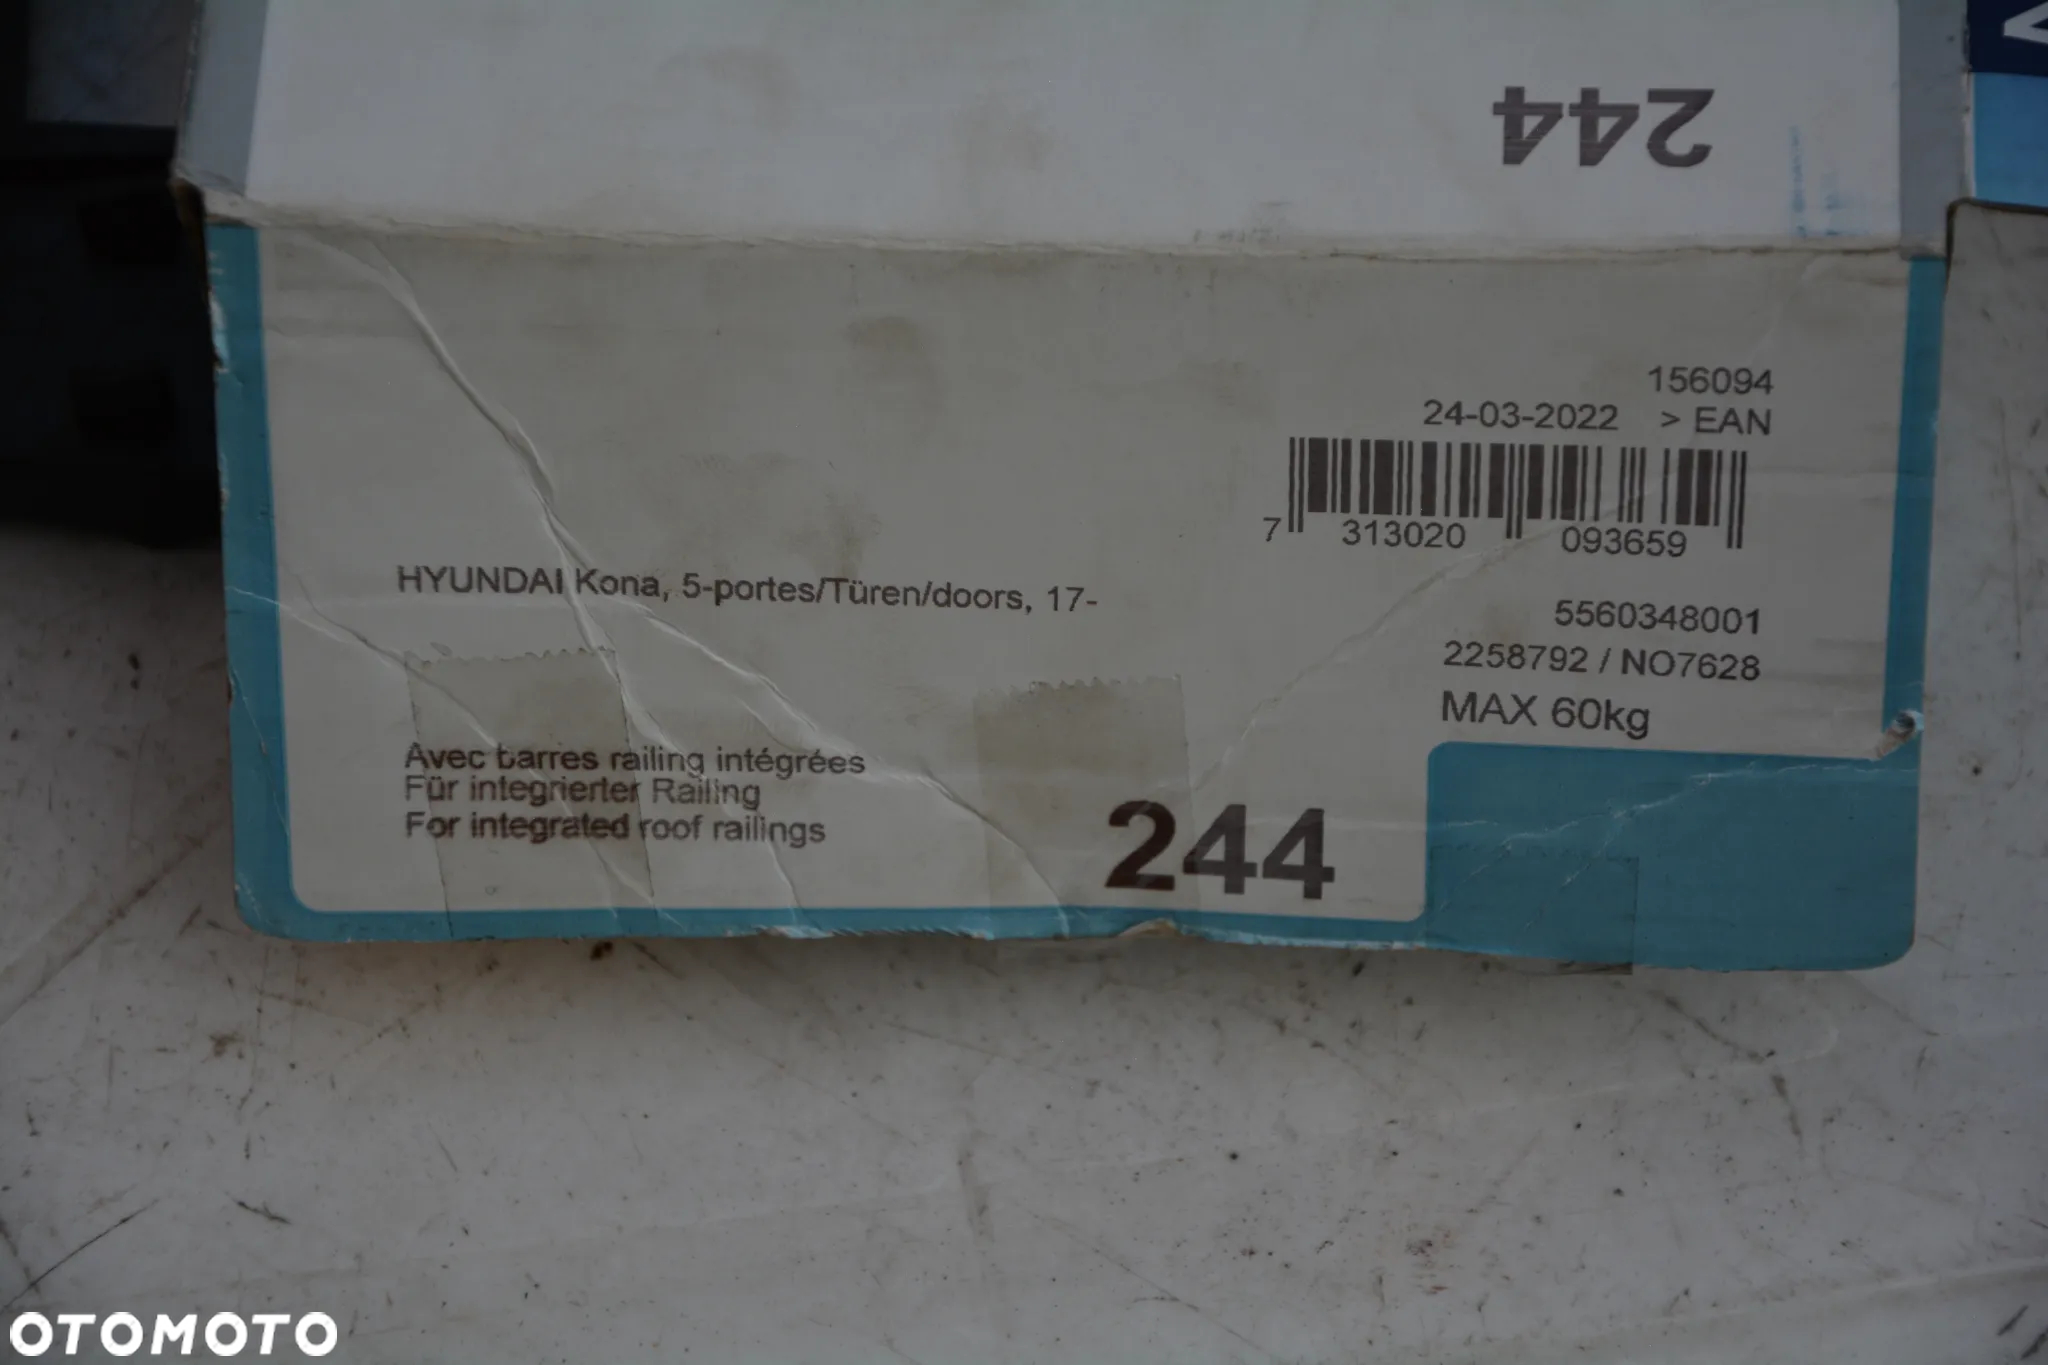 244
156094
24-03-2022 > EAN
7 313020 093659
HYUNDAI Kona, 5-portes/Türen/doors, 17-
5560348001
2258792 / NO7628
MAX 60kg
Avec barres railing intégrées
Für integrierter Railing
For integrated roof railings
244
OTOMOTO